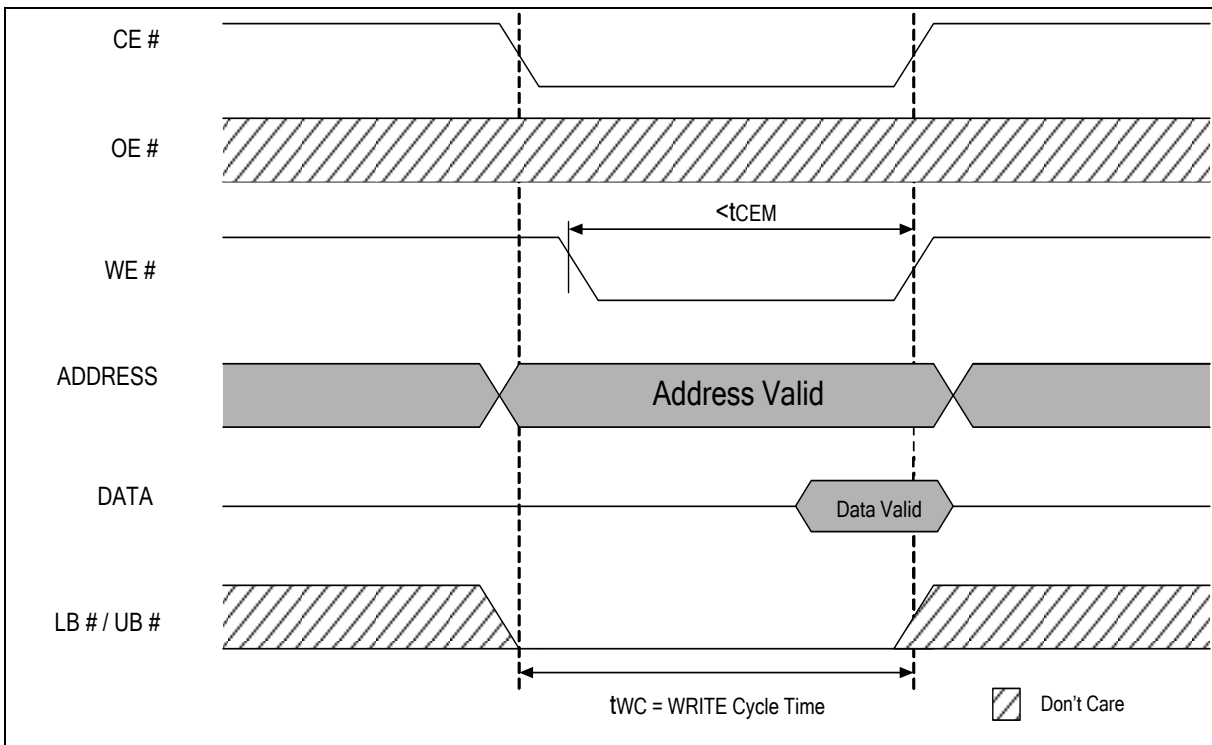 CE #
OE #
<tCEM
WE #
ADDRESS
Address Valid
DATA
Data Valid
LB # / UB #
tWC = WRITE Cycle Time
Don't Care